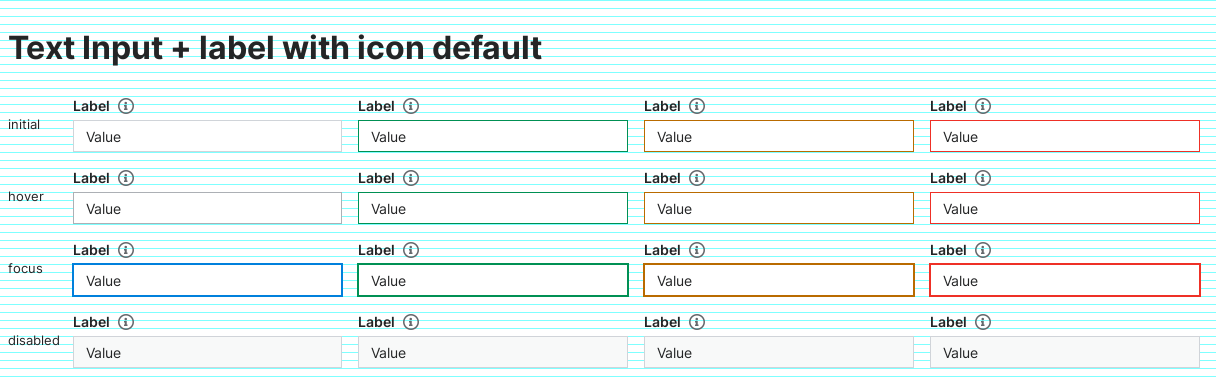 Text Input + label with icon default
Label Label Label Label
initial Value Value Value Value
Label Label Label Label
hover Value Value Value Value
Label Label Label Label
focus Value Value Value Value
Label Label Label Label
disabled Value Value Value Value